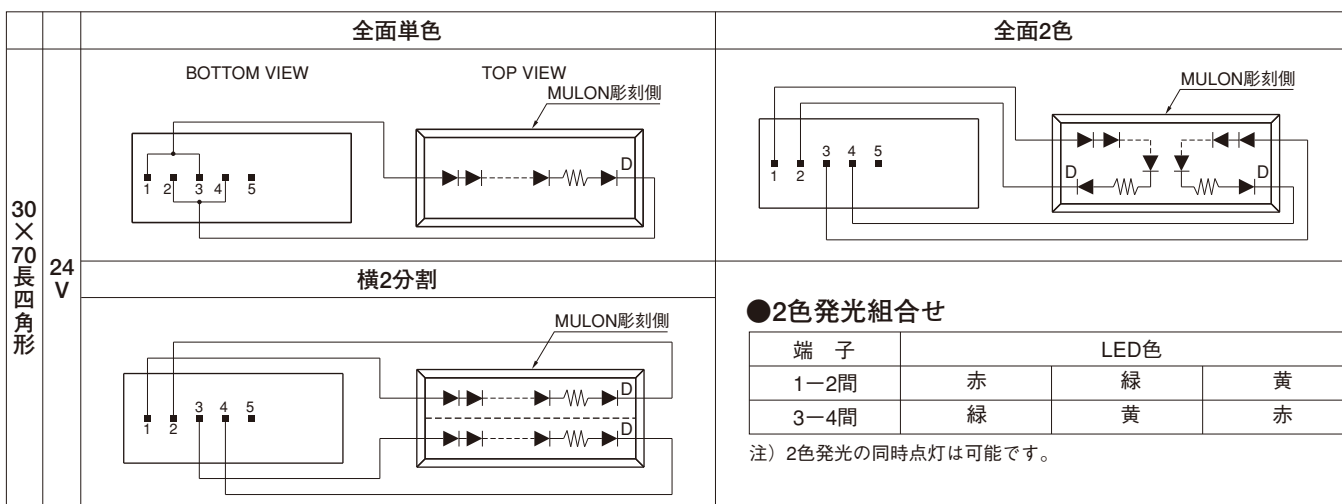 全面単色
全面2色
BOTTOM VIEW
TOP VIEW
MULON彫刻側
1 2 3 4 5
D
MULON彫刻側
1 2 3 4 5
D D
30×70長四角形
24V
横2分割
MULON彫刻側
1 2 3 4 5
D
D
●2色発光組合せ
端 子 LED色
1－2間 赤 緑 黄
3－4間 緑 黄 赤
注）2色発光の同時点灯は可能です。